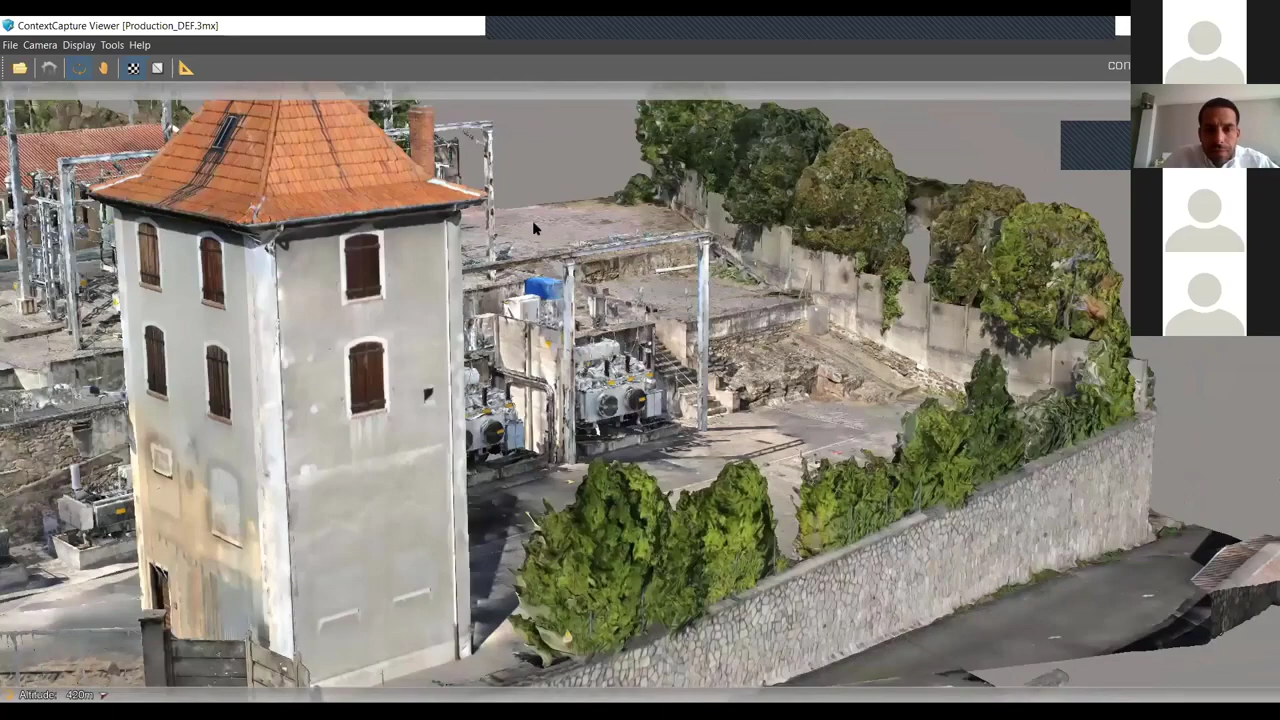 ContextCapture Viewer [Production_DEF.3mx]
File Camera Display Tools Help
con
Altitude: 420m